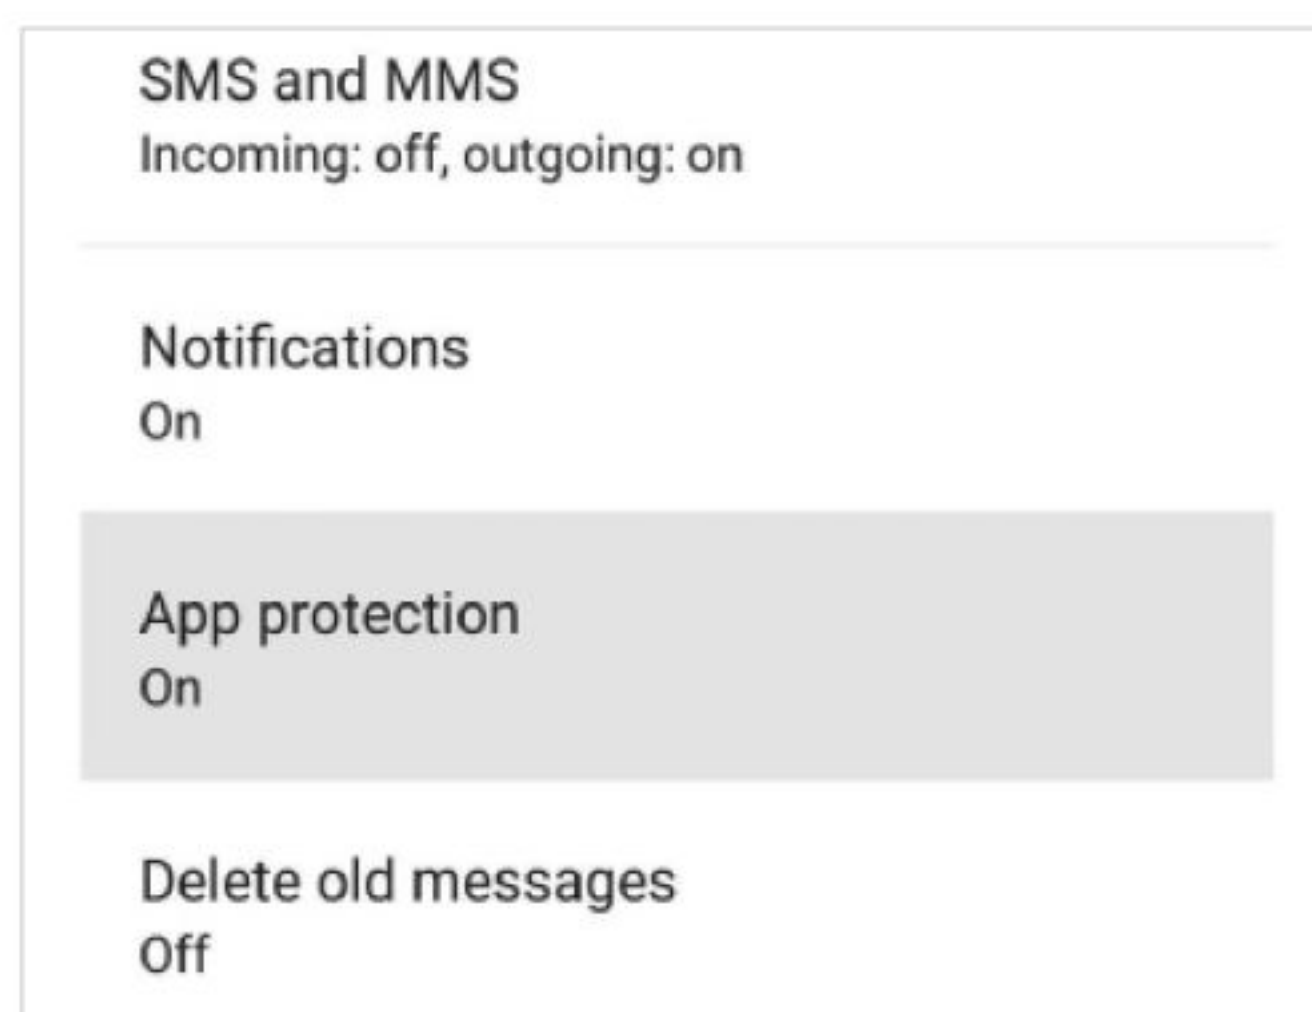 SMS and MMS
Incoming: off, outgoing: on
Notifications
On
App protection
On
Delete old messages
Off